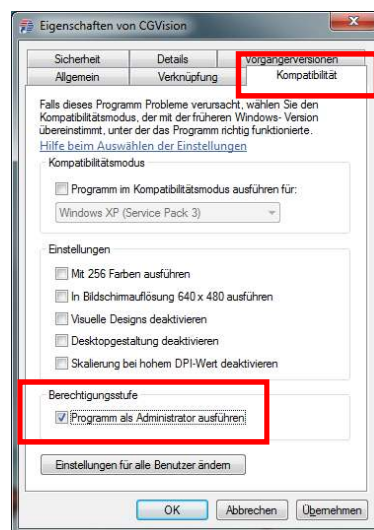 Eigenschaften von CGVision
Sicherheit Details Vorgängerversionen
Allgemein Verknüpfung Kompatibilität
Falls dieses Programm Probleme verursacht, wählen Sie den
Kompatibilitätsmodus, der mit der früheren Windows- Version
übereinstimmt, unter der das Programm richtig funktionierte.
Hilfe beim Auswählen der Einstellungen
Kompatibilitätsmodus
Programm im Kompatibilitätsmodus ausführen für:
Windows XP (Service Pack 3)
Einstellungen
Mit 256 Farben ausführen
In Bildschirmauflösung 640 x 480 ausführen
Visuelle Designs deaktivieren
Desktopgestaltung deaktivieren
Skalierung bei hohem DPI-Wert deaktivieren
Berechtigungsstufe
Programm als Administrator ausführen
Einstellungen für alle Benutzer ändern
OK Abbrechen Übernehmen